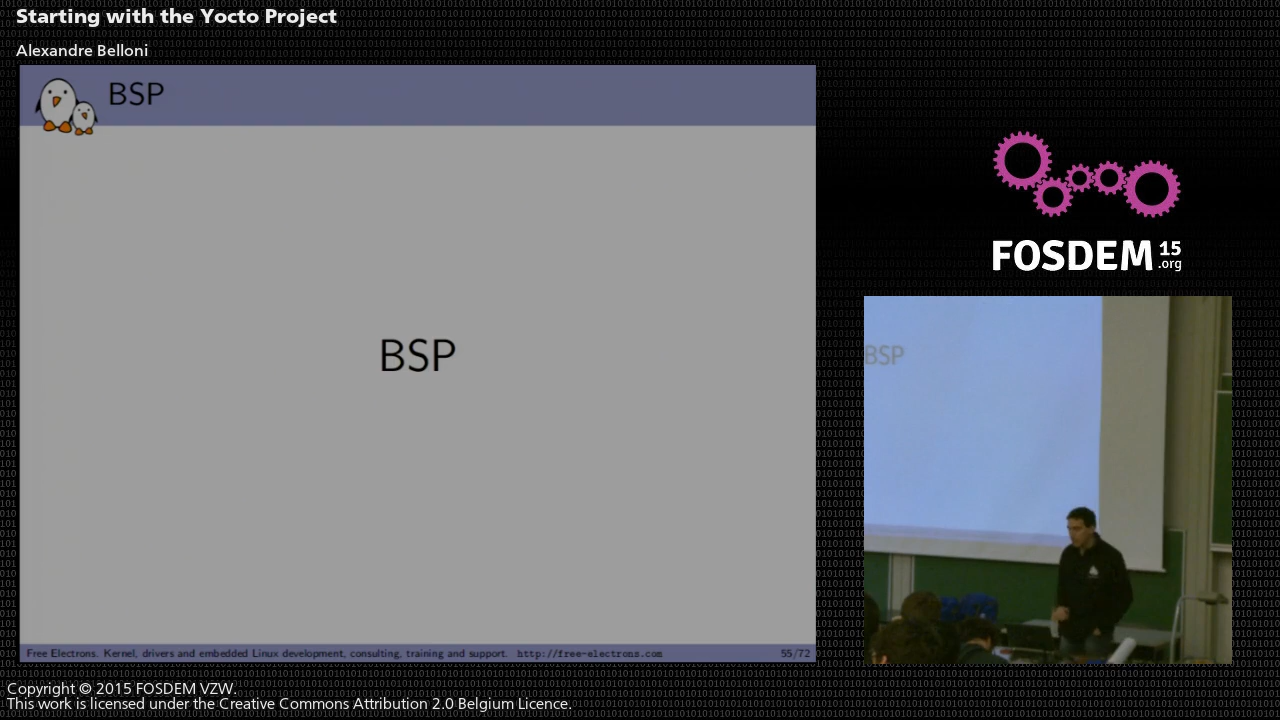 Starting with the Yocto Project
Alexandre Belloni
BSP
BSP
Free Electrons. Kernel, drivers and embedded Linux development, consulting, training and support. http://free-electrons.com
55/72
FOSDEM 15
.org
BSP
Copyright © 2015 FOSDEM VZW.
This work is licensed under the Creative Commons Attribution 2.0 Belgium Licence.